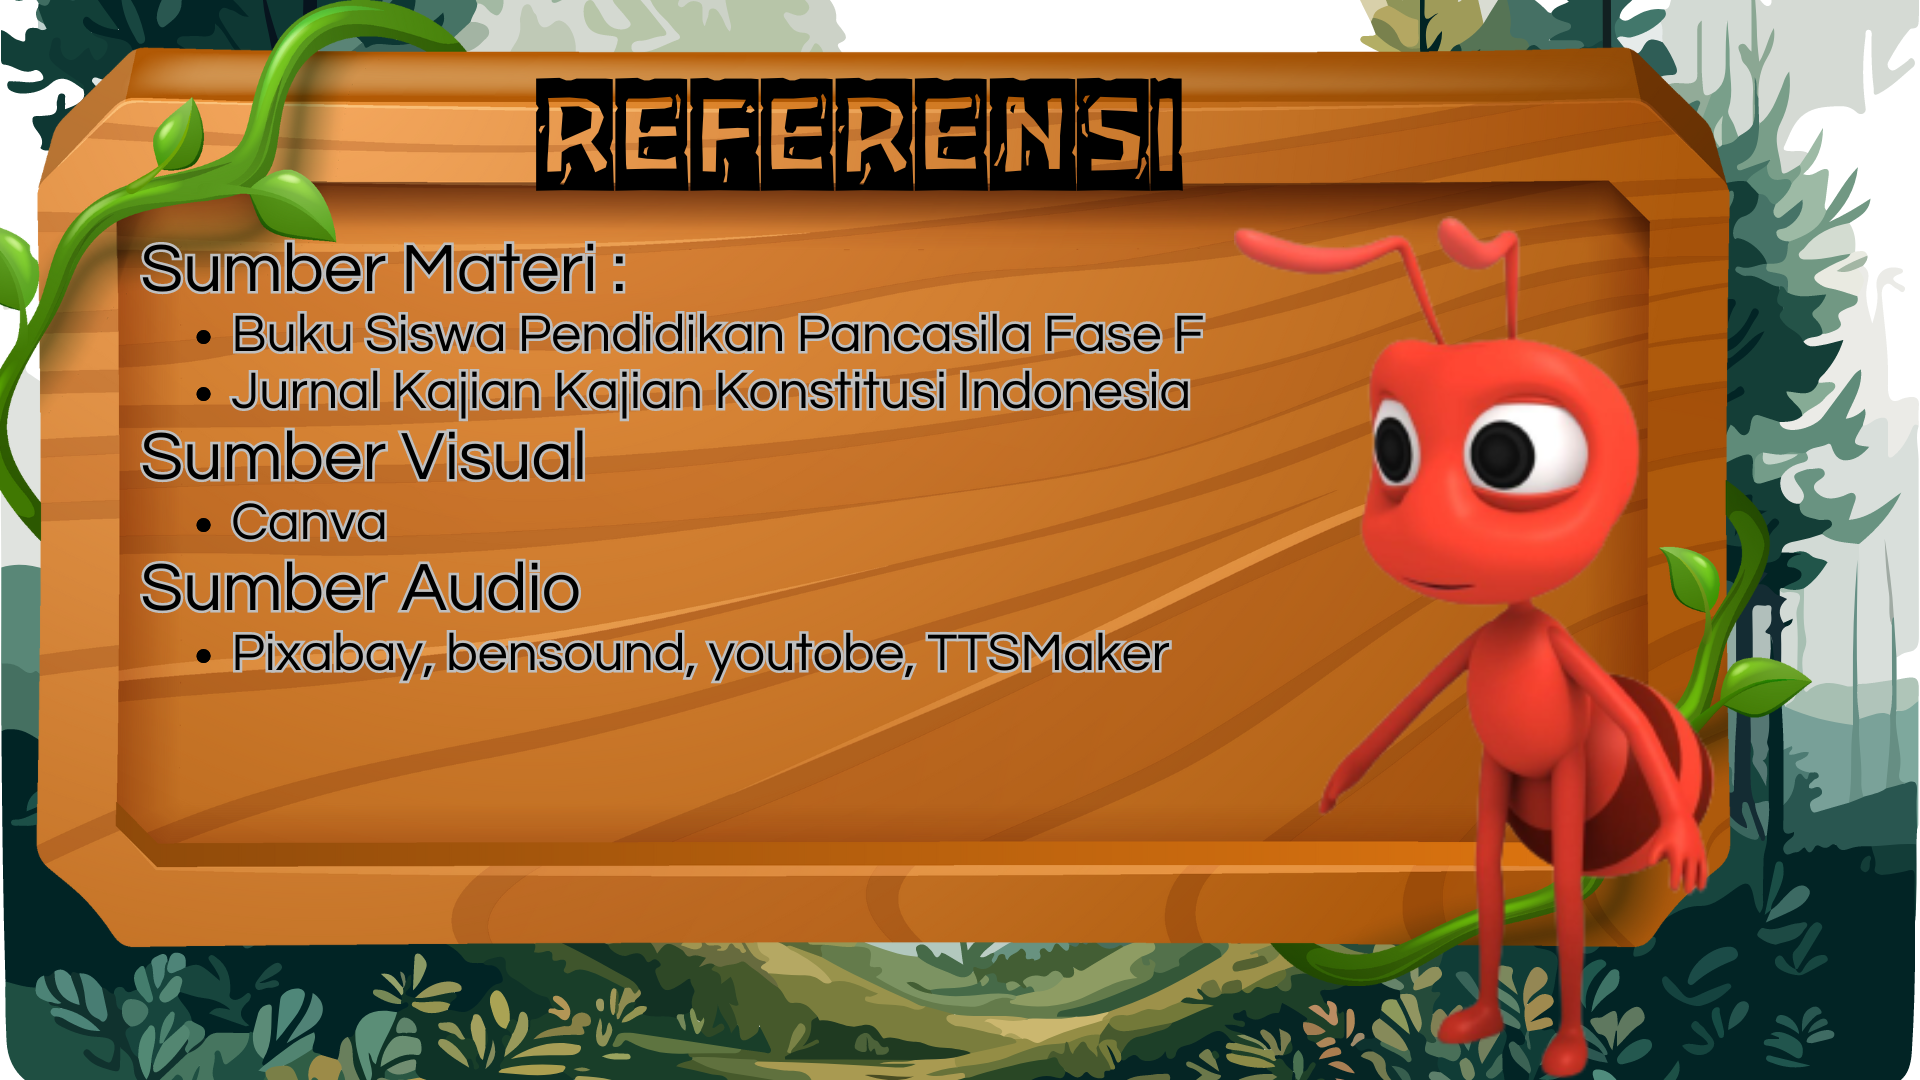 REFERENSI
Sumber Materi :
• Buku Siswa Pendidikan Pancasila Fase F
• Jurnal Kajian Kajian Konstitusi Indonesia
Sumber Visual
• Canva
Sumber Audio
• Pixabay, bensound, youtobe, TTSMaker